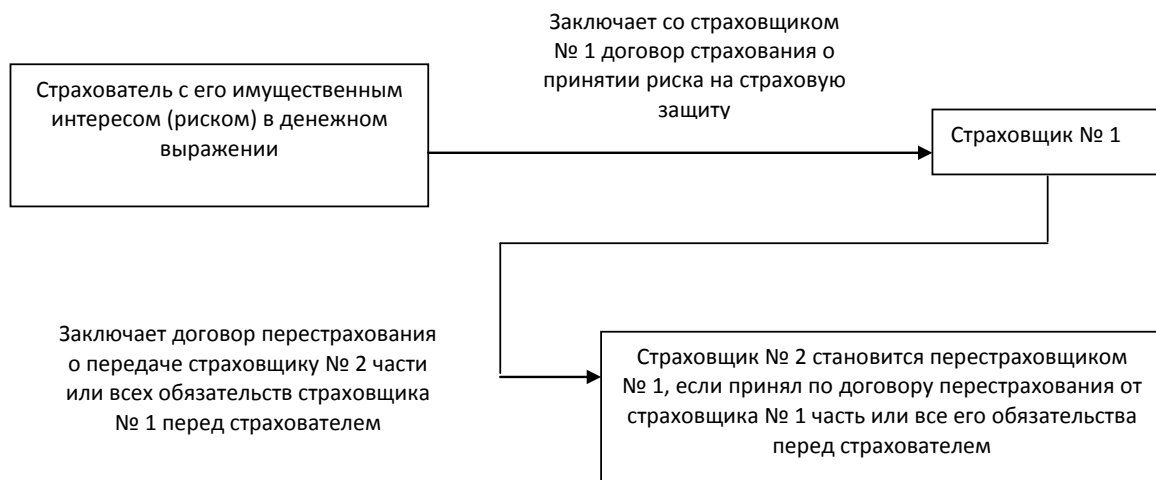 Заключает со страховщиком
№ 1 договор страхования о
принятии риска на страховую
защиту
Страхователь с его имущественным
интересом (риском) в денежном
выражении
Страховщик № 1
Заключает договор перестрахования
о передаче страховщику № 2 части
или всех обязательств страховщика
№ 1 перед страхователем
Страховщик № 2 становится перестраховщиком
№ 1, если принял по договору перестрахования от
страховщика № 1 часть или все его обязательства
перед страхователем